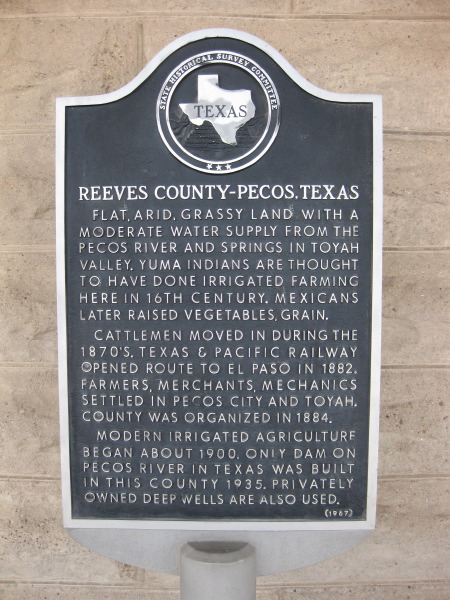 STATE HISTORICAL SURVEY COMMITTEE
TEXAS
REEVES COUNTY-PECOS, TEXAS
FLAT, ARID, GRASSY LAND WITH A
MODERATE WATER SUPPLY FROM THE
PECOS RIVER AND SPRINGS IN TOYAH
VALLEY. YUMA INDIANS ARE THOUGHT
TO HAVE DONE IRRIGATED FARMING
HERE IN 16TH CENTURY. MEXICANS
LATER RAISED VEGETABLES, GRAIN.
CATTLEMEN MOVED IN DURING THE
1870'S. TEXAS & PACIFIC RAILWAY
OPENED ROUTE TO EL PASO IN 1882.
FARMERS, MERCHANTS, MECHANICS
SETTLED IN PECOS CITY AND TOYAH.
COUNTY WAS ORGANIZED IN 1884.
MODERN IRRIGATED AGRICULTURE
BEGAN ABOUT 1900. ONLY DAM ON
PECOS RIVER IN TEXAS WAS BUILT
IN THIS COUNTY 1935. PRIVATELY
OWNED DEEP WELLS ARE ALSO USED.
(1967)